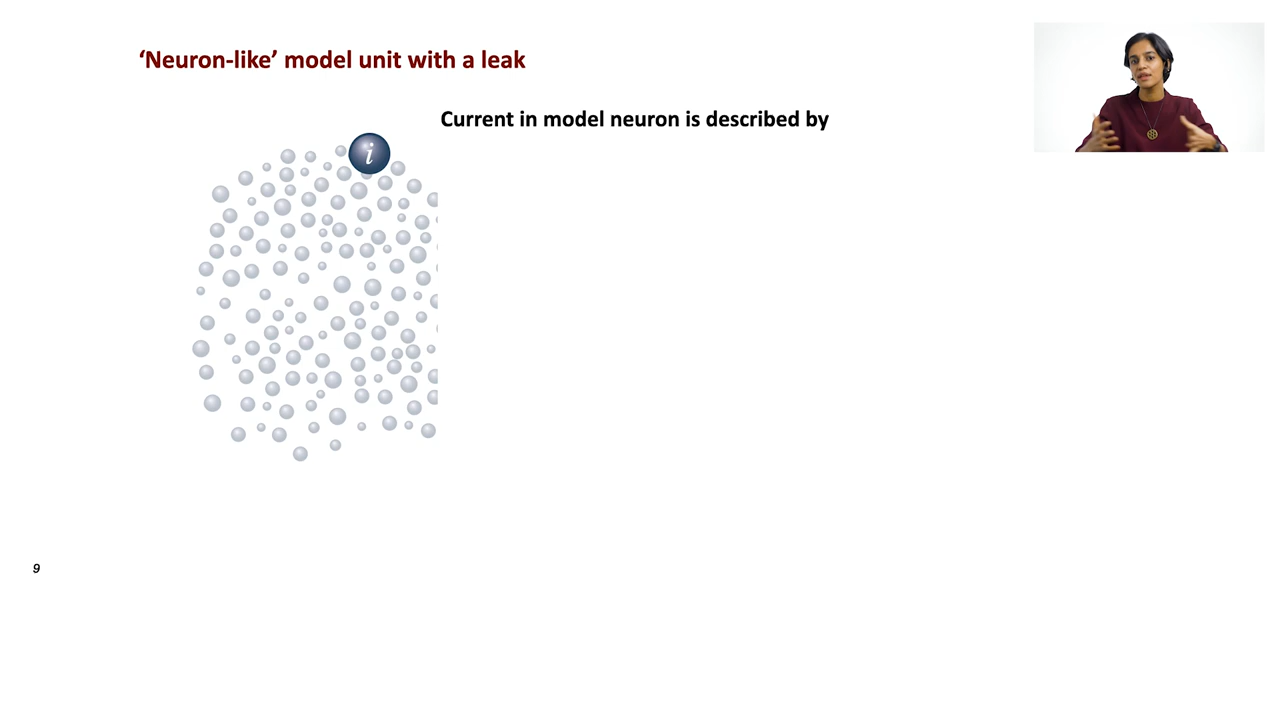 ‘Neuron-like’ model unit with a leak
Current in model neuron is described by
i
9